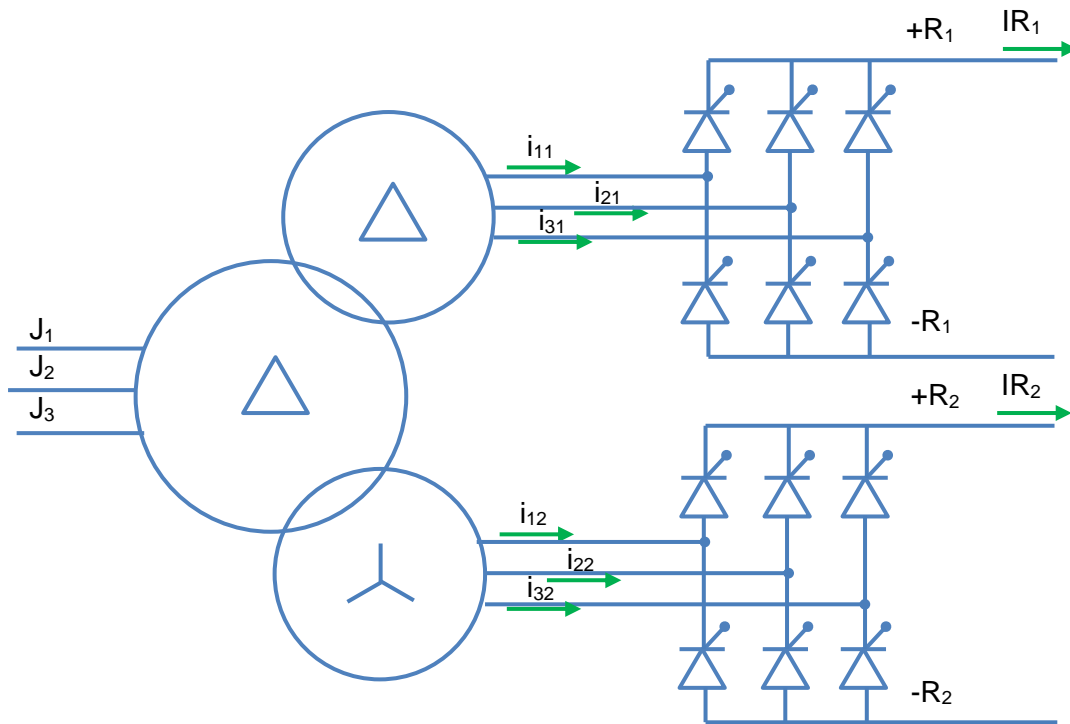 +R₁
IR₁
i₁₁
i₂₁
i₃₁
-R₁
J₁
J₂
J₃
+R₂
IR₂
i₁₂
i₂₂
i₃₂
-R₂